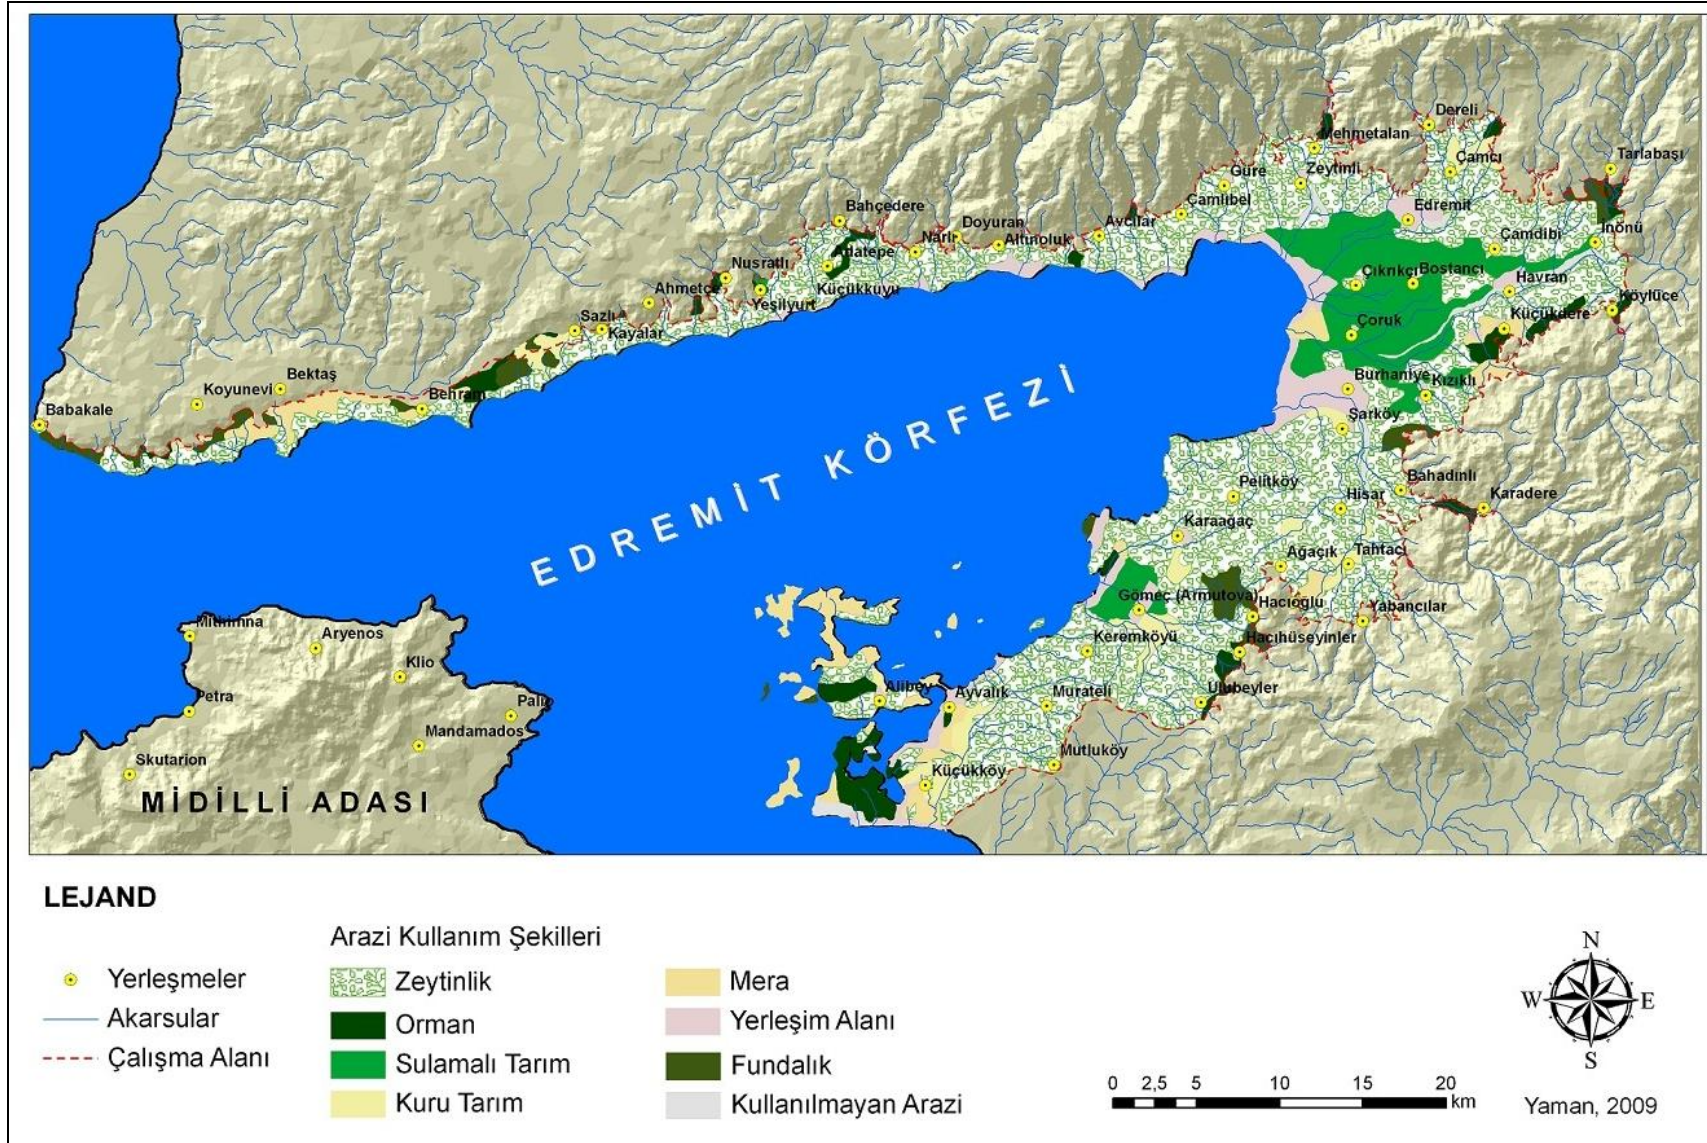 Dereli
Mehmetalan
Çamcı
Tarlabaşı
Güre
Zeytinli
Bahçedere
Çamlıbel
Edremit
Doyuran
Avcılar
Narlı
Altınoluk
İnönü
Çamdibi
Adatepe
Nusratlı
Çıkrıkçı
Bostancı
Havran
Ahmetçe
Küçükkuyu
Köylüce
Yeşilyurt
Sazlı
Küçükdere
Kayalar
Çoruk
Bektaş
Burhaniye
Kızıklı
Koyunevi
Behram
Babakale
Şarköy
EDREMİT KÖRFEZİ
Bahadınlı
Pelitköy
Hisar
Karadere
Karaağaç
Ağaçık
Tahtacı
Gömeç (Armutova)
Hacıoğlu
Yabancılar
Mithimna
Aryenos
Keremköyü
Hacıhüseyinler
Klio
Petra
Palio
Alibey
Ayvalık
Murateli
Ulubeyler
Mandamados
Mutluköy
Skutarion
Küçükköy
MİDİLLİ ADASI
LEJAND
Arazi Kullanım Şekilleri
Yerleşmeler
Akarsular
Çalışma Alanı
Zeytinlik
Orman
Sulamalı Tarım
Kuru Tarım
Mera
Yerleşim Alanı
Fundalık
Kullanılmayan Arazi
N
W E
S
0 2,5 5 10 15 20
km
Yaman, 2009